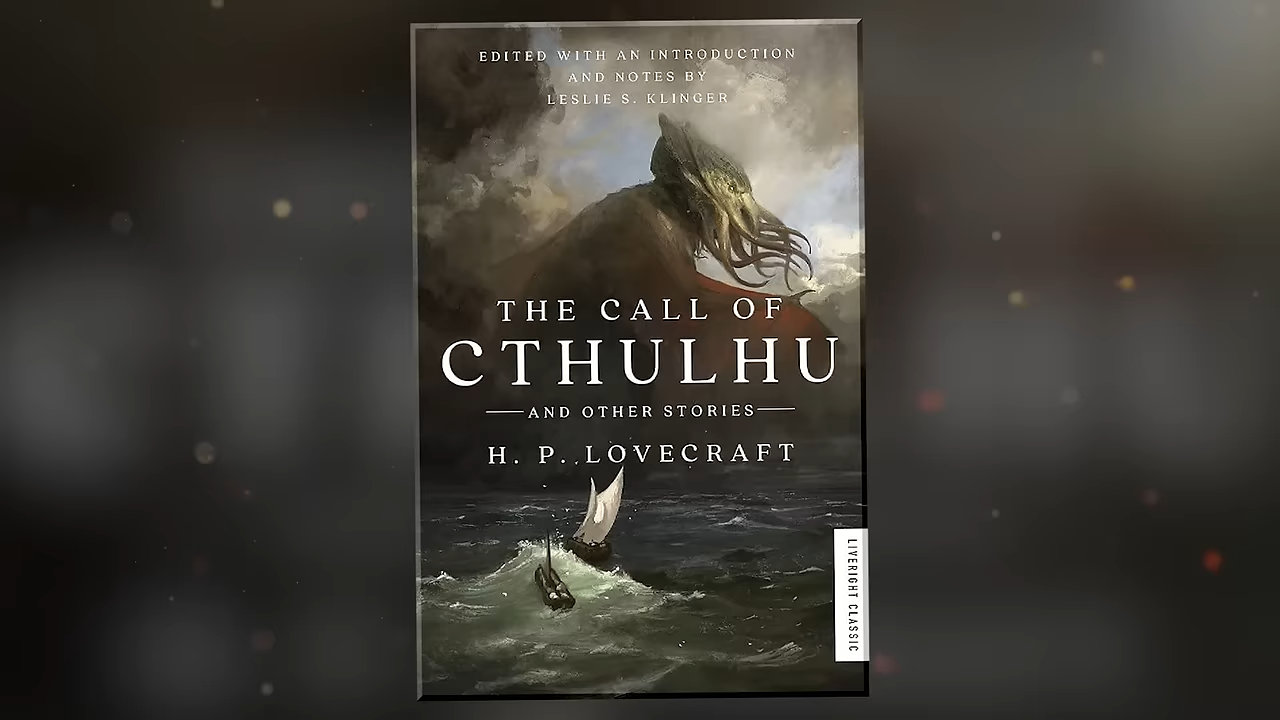 EDITED WITH AN INTRODUCTION
AND NOTES BY
LESLIE S. KLINGER
THE CALL OF
CTHULHU
AND OTHER STORIES
H. P. LOVECRAFT
LIVERIGHT CLASSIC